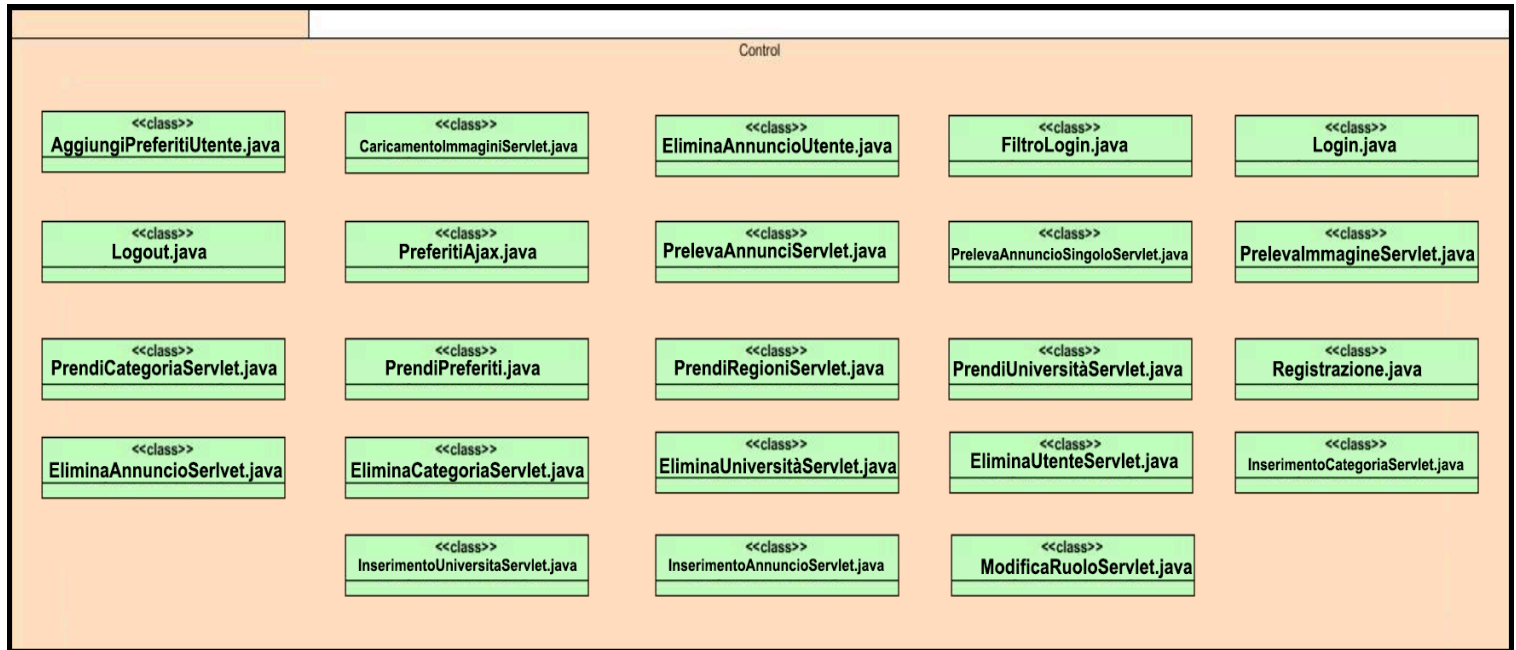 Control
<<class>>
AggiungiPreferitiUtente.java
<<class>>
CaricamentoImmaginiServlet.java
<<class>>
EliminaAnnuncioUtente.java
<<class>>
FiltroLogin.java
<<class>>
Login.java
<<class>>
Logout.java
<<class>>
PreferitiAjax.java
<<class>>
PrelevaAnnunciServlet.java
<<class>>
PrelevaAnnuncioSingoloServlet.java
<<class>>
PrelevaImmagineServlet.java
<<class>>
PrendiCategoriaServlet.java
<<class>>
PrendiPreferiti.java
<<class>>
PrendiRegioniServlet.java
<<class>>
PrendiUniversitàServlet.java
<<class>>
Registrazione.java
<<class>>
EliminaAnnuncioSerlvet.java
<<class>>
EliminaCategoriaServlet.java
<<class>>
EliminaUniversitàServlet.java
<<class>>
EliminaUtenteServlet.java
<<class>>
InserimentoCategoriaServlet.java
<<class>>
InserimentoUniversitaServlet.java
<<class>>
InserimentoAnnuncioServlet.java
<<class>>
ModificaRuoloServlet.java